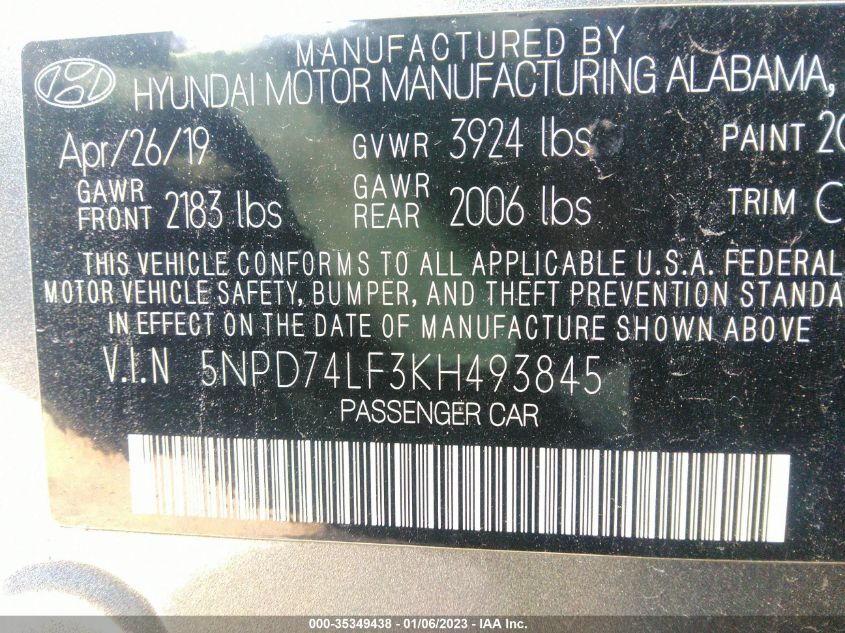 MANUFACTURED BY
HYUNDAI MOTOR MANUFACTURING ALABAMA,
Apr/26/19 GVWR 3924 lbs PAINT 20
GAWR FRONT 2183 lbs GAWR REAR 2006 lbs TRIM C
THIS VEHICLE CONFORMS TO ALL APPLICABLE U.S.A. FEDERAL
MOTOR VEHICLE SAFETY, BUMPER, AND THEFT PREVENTION STANDA
IN EFFECT ON THE DATE OF MANUFACTURE SHOWN ABOVE
V.I.N 5NPD74LF3KH493845
PASSENGER CAR
000-35349438 - 01/06/2023 - IAA Inc.